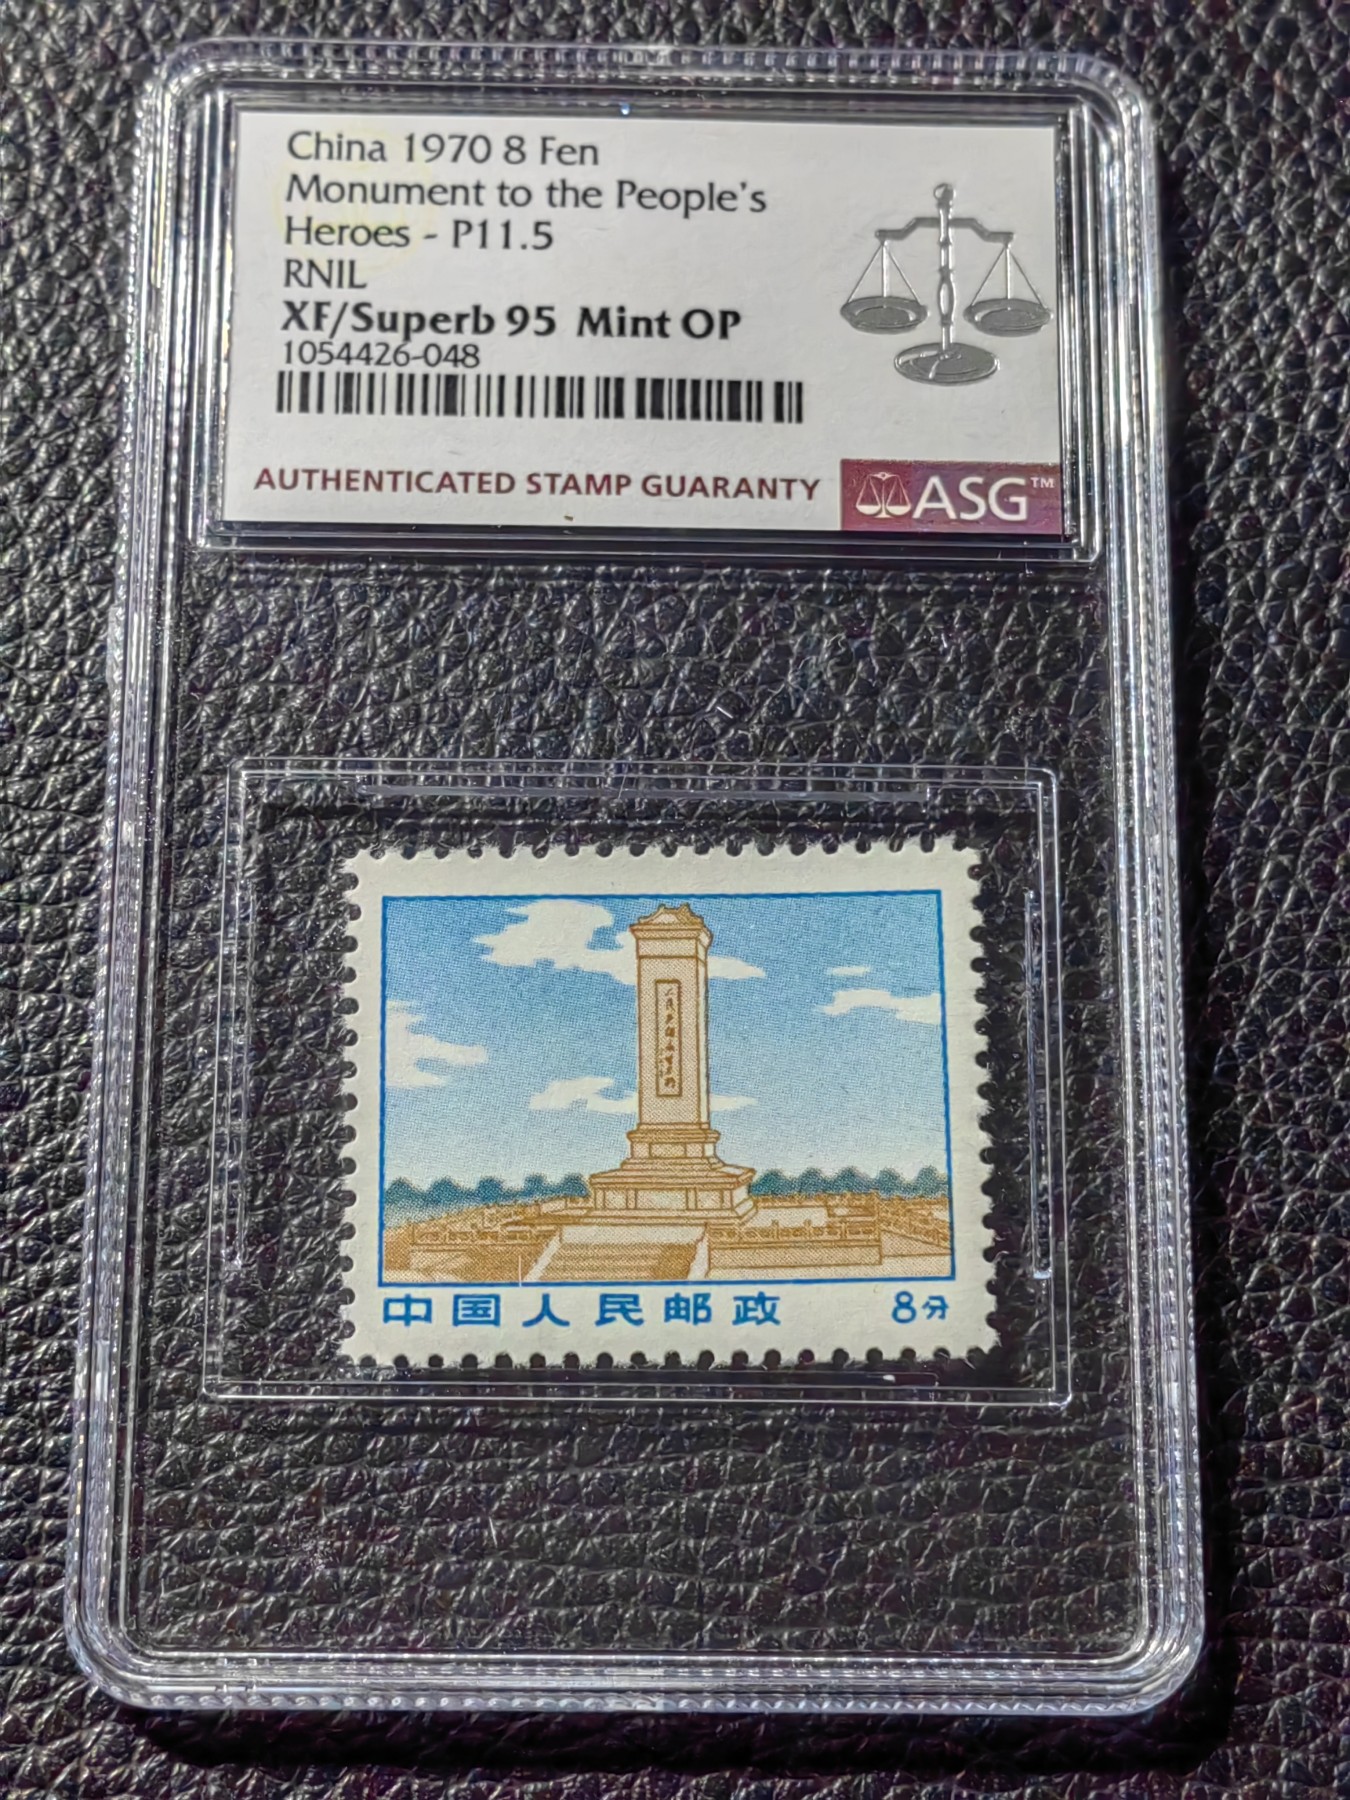 China 1970 8 Fen
Monument to the People's
Heroes - P11.5
RNIL
XF/Superb 95 Mint OP
1054426-048
AUTHENTICATED STAMP GUARANTY
ASG™
中国人民邮政 8分